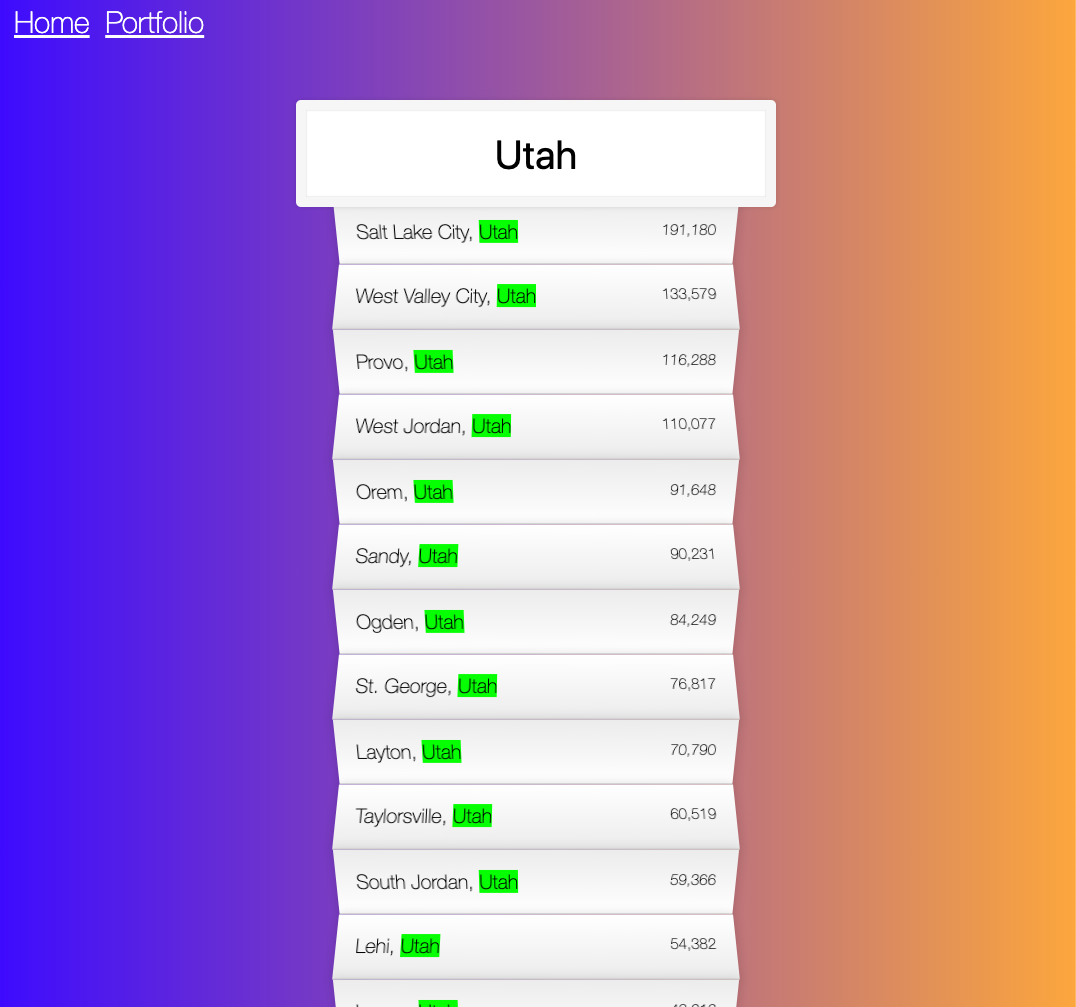 Home Portfolio
Utah
Salt Lake City, Utah 191,180
West Valley City, Utah 133,579
Provo, Utah 116,288
West Jordan, Utah 110,077
Orem, Utah 91,648
Sandy, Utah 90,231
Ogden, Utah 84,249
St. George, Utah 76,817
Layton, Utah 70,790
Taylorsville, Utah 60,519
South Jordan, Utah 59,366
Lehi, Utah 54,382